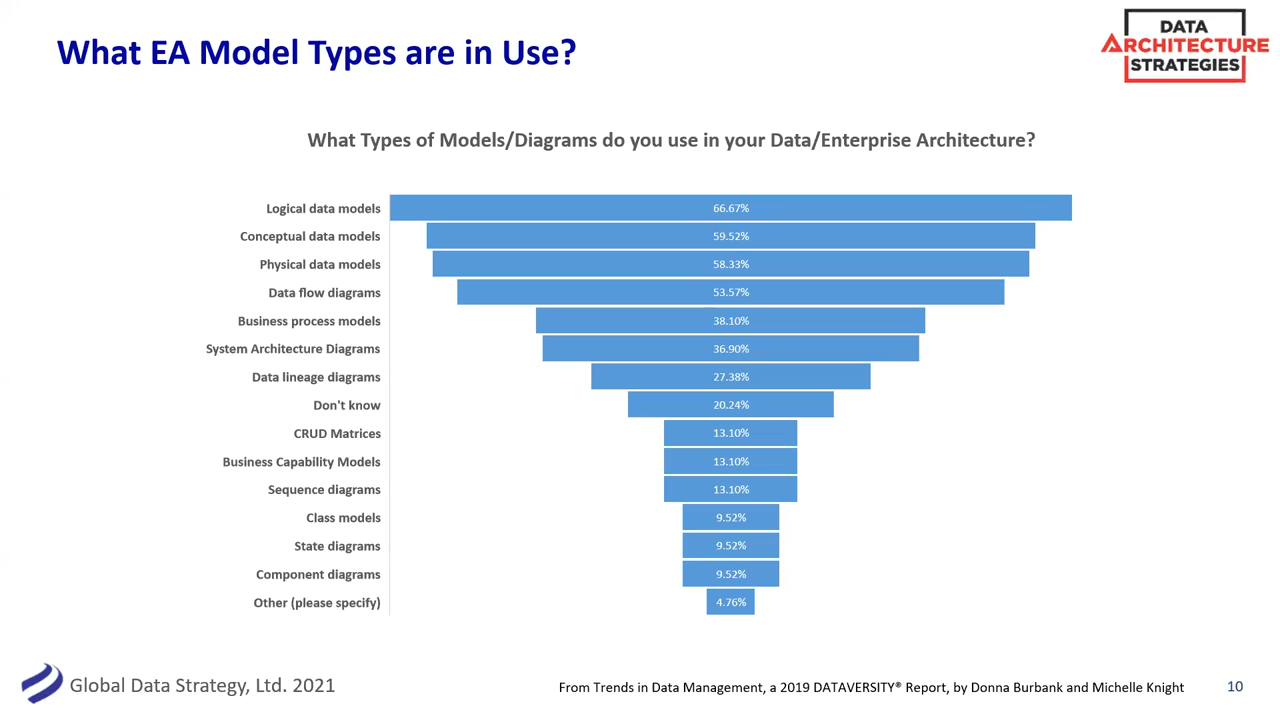 What EA Model Types are in Use?
DATA
ARCHITECTURE
STRATEGIES
What Types of Models/Diagrams do you use in your Data/Enterprise Architecture?
Logical data models 66.67%
Conceptual data models 59.52%
Physical data models 58.33%
Data flow diagrams 53.57%
Business process models 38.10%
System Architecture Diagrams 36.90%
Data lineage diagrams 27.38%
Don't know 20.24%
CRUD Matrices 13.10%
Business Capability Models 13.10%
Sequence diagrams 13.10%
Class models 9.52%
State diagrams 9.52%
Component diagrams 9.52%
Other (please specify) 4.76%
Global Data Strategy, Ltd. 2021
From Trends in Data Management, a 2019 DATAVERSITY® Report, by Donna Burbank and Michelle Knight
10